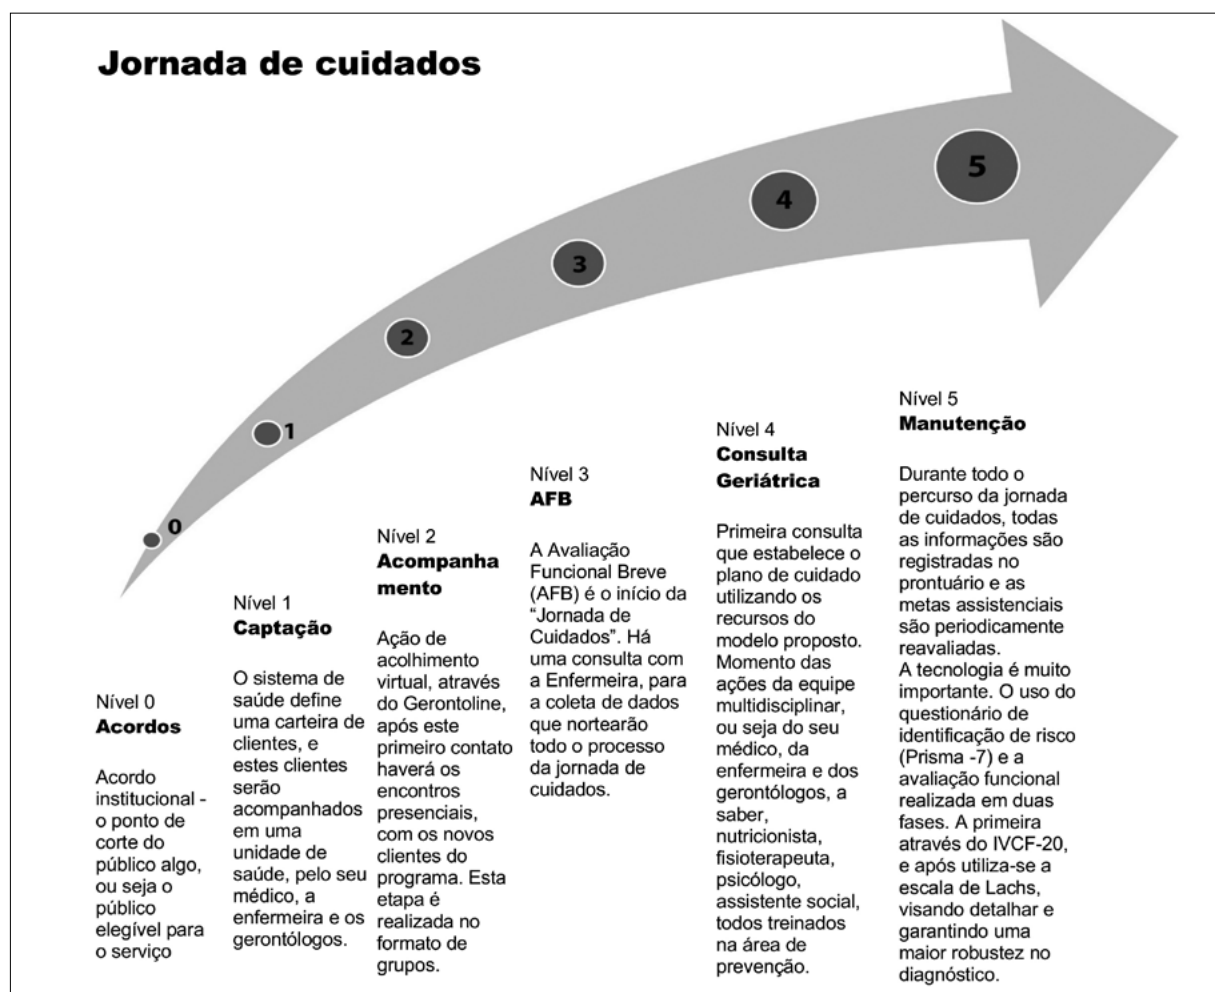 Jornada de cuidados
0
1
2
3
4
5
Nível 0
Acordos
Acordo
institucional -
o ponto de
corte do
público algo,
ou seja o
público
elegível para
o serviço
Nível 1
Captação
O sistema de
saúde define
uma carteira de
clientes, e
estes clientes
serão
acompanhados
em uma
unidade de
saúde, pelo seu
médico, a
enfermeira e os
gerontólogos.
Nível 2
Acompanha
mento
Ação de
acolhimento
virtual, através
do Gerontoline,
após este
primeiro contato
haverá os
encontros
presenciais,
com os novos
clientes do
programa. Esta
etapa é
realizada no
formato de
grupos.
Nível 3
AFB
A Avaliação
Funcional Breve
(AFB) é o início da
“Jornada de
Cuidados”. Há
uma consulta com
a Enfermeira, para
a coleta de dados
que nortearão
todo o processo
da jornada de
cuidados.
Nível 4
Consulta
Geriátrica
Primeira consulta
que estabelece o
plano de cuidado
utilizando os
recursos do
modelo proposto.
Momento das
ações da equipe
multidisciplinar,
ou seja do seu
médico, da
enfermeira e dos
gerontólogos, a
saber,
nutricionista,
fisioterapeuta,
psicólogo,
assistente social,
todos treinados
na área de
prevenção.
Nível 5
Manutenção
Durante todo o
percurso da jornada
de cuidados, todas
as informações são
registradas no
prontuário e as
metas assistenciais
são periodicamente
reavaliadas.
A tecnologia é muito
importante. O uso do
questionário de
identificação de risco
(Prisma -7) e a
avaliação funcional
realizada em duas
fases. A primeira
através do IVCF-20,
e após utiliza-se a
escala de Lachs,
visando detalhar e
garantindo uma
maior robustez no
diagnóstico.